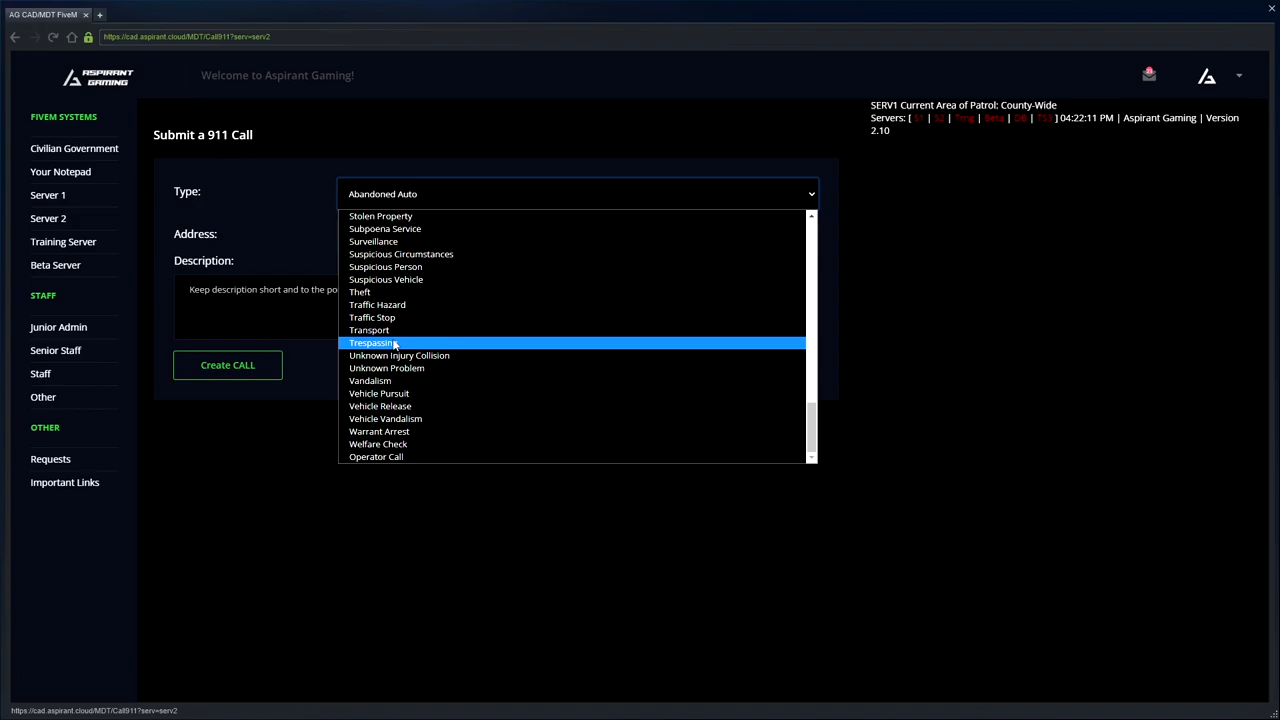 AG CAD/MDT FiveM
https://cad.aspirant.cloud/MDT/Call911?serv=serv2
ASPIRANT
GAMING
Welcome to Aspirant Gaming!
SERV1 Current Area of Patrol: County-Wide
Servers: [ S1 | S2 | Trng | Beta | DB | TS3 ] 04:22:11 PM | Aspirant Gaming | Version
2.10
FIVEM SYSTEMS
Civilian Government
Your Notepad
Server 1
Server 2
Training Server
Beta Server
STAFF
Junior Admin
Senior Staff
Staff
Other
OTHER
Requests
Important Links
Submit a 911 Call
Type:
Abandoned Auto
Address:
Description:
Keep description short and to the po
Create CALL
Stolen Property
Subpoena Service
Surveillance
Suspicious Circumstances
Suspicious Person
Suspicious Vehicle
Theft
Traffic Hazard
Traffic Stop
Transport
Trespassing
Unknown Injury Collision
Unknown Problem
Vandalism
Vehicle Pursuit
Vehicle Release
Vehicle Vandalism
Warrant Arrest
Welfare Check
Operator Call
https://cad.aspirant.cloud/MDT/Call911?serv=serv2